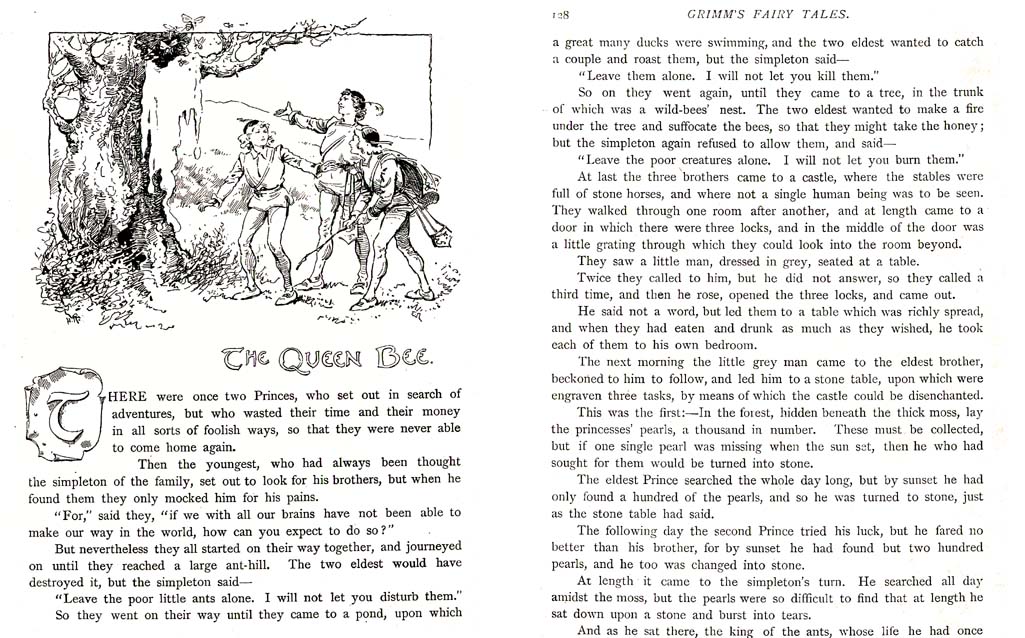 THE QUEEN BEE.
THERE were once two Princes, who set out in search of
adventures, but who wasted their time and their money
in all sorts of foolish ways, so that they were never able
to come home again.
Then the youngest, who had always been thought
the simpleton of the family, set out to look for his brothers, but when he
found them they only mocked him for his pains.
"For," said they, "if we with all our brains have not been able to
make our way in the world, how can you expect to do so?"
But nevertheless they all started on their way together, and journeyed
on until they reached a large ant-hill. The two eldest would have
destroyed it, but the simpleton said—
"Leave the poor little ants alone. I will not let you disturb them."
So they went on their way until they came to a pond, upon which
128 GRIMM'S FAIRY TALES.
a great many ducks were swimming, and the two eldest wanted to catch
a couple and roast them, but the simpleton said—
"Leave them alone. I will not let you kill them."
So on they went again, until they came to a tree, in the trunk
of which was a wild-bees' nest. The two eldest wanted to make a fire
under the tree and suffocate the bees, so that they might take the honey;
but the simpleton again refused to allow them, and said—
"Leave the poor creatures alone. I will not let you burn them."
At last the three brothers came to a castle, where the stables were
full of stone horses, and where not a single human being was to be seen.
They walked through one room after another, and at length came to a
door in which there were three locks, and in the middle of the door was
a little grating through which they could look into the room beyond.
They saw a little man, dressed in grey, seated at a table.
Twice they called to him, but he did not answer, so they called a
third time, and then he rose, opened the three locks, and came out.
He said not a word, but led them to a table which was richly spread,
and when they had eaten and drunk as much as they wished, he took
each of them to his own bedroom.
The next morning the little grey man came to the eldest brother,
beckoned to him to follow, and led him to a stone table, upon which were
engraven three tasks, by means of which the castle could be disenchanted.
This was the first:—In the forest, hidden beneath the thick moss, lay
the princesses' pearls, a thousand in number. These must be collected,
but if one single pearl was missing when the sun set, then he who had
sought for them would be turned into stone.
The eldest Prince searched the whole day long, but by sunset he had
only found a hundred of the pearls, and so he was turned to stone, just
as the stone table had said.
The following day the second Prince tried his luck, but he fared no
better than his brother, for by sunset he had found but two hundred
pearls, and he too was changed into stone.
At length it came to the simpleton's turn. He searched all day
amidst the moss, but the pearls were so difficult to find that at length he
sat down upon a stone and burst into tears.
And as he sat there, the king of the ants, whose life he had once